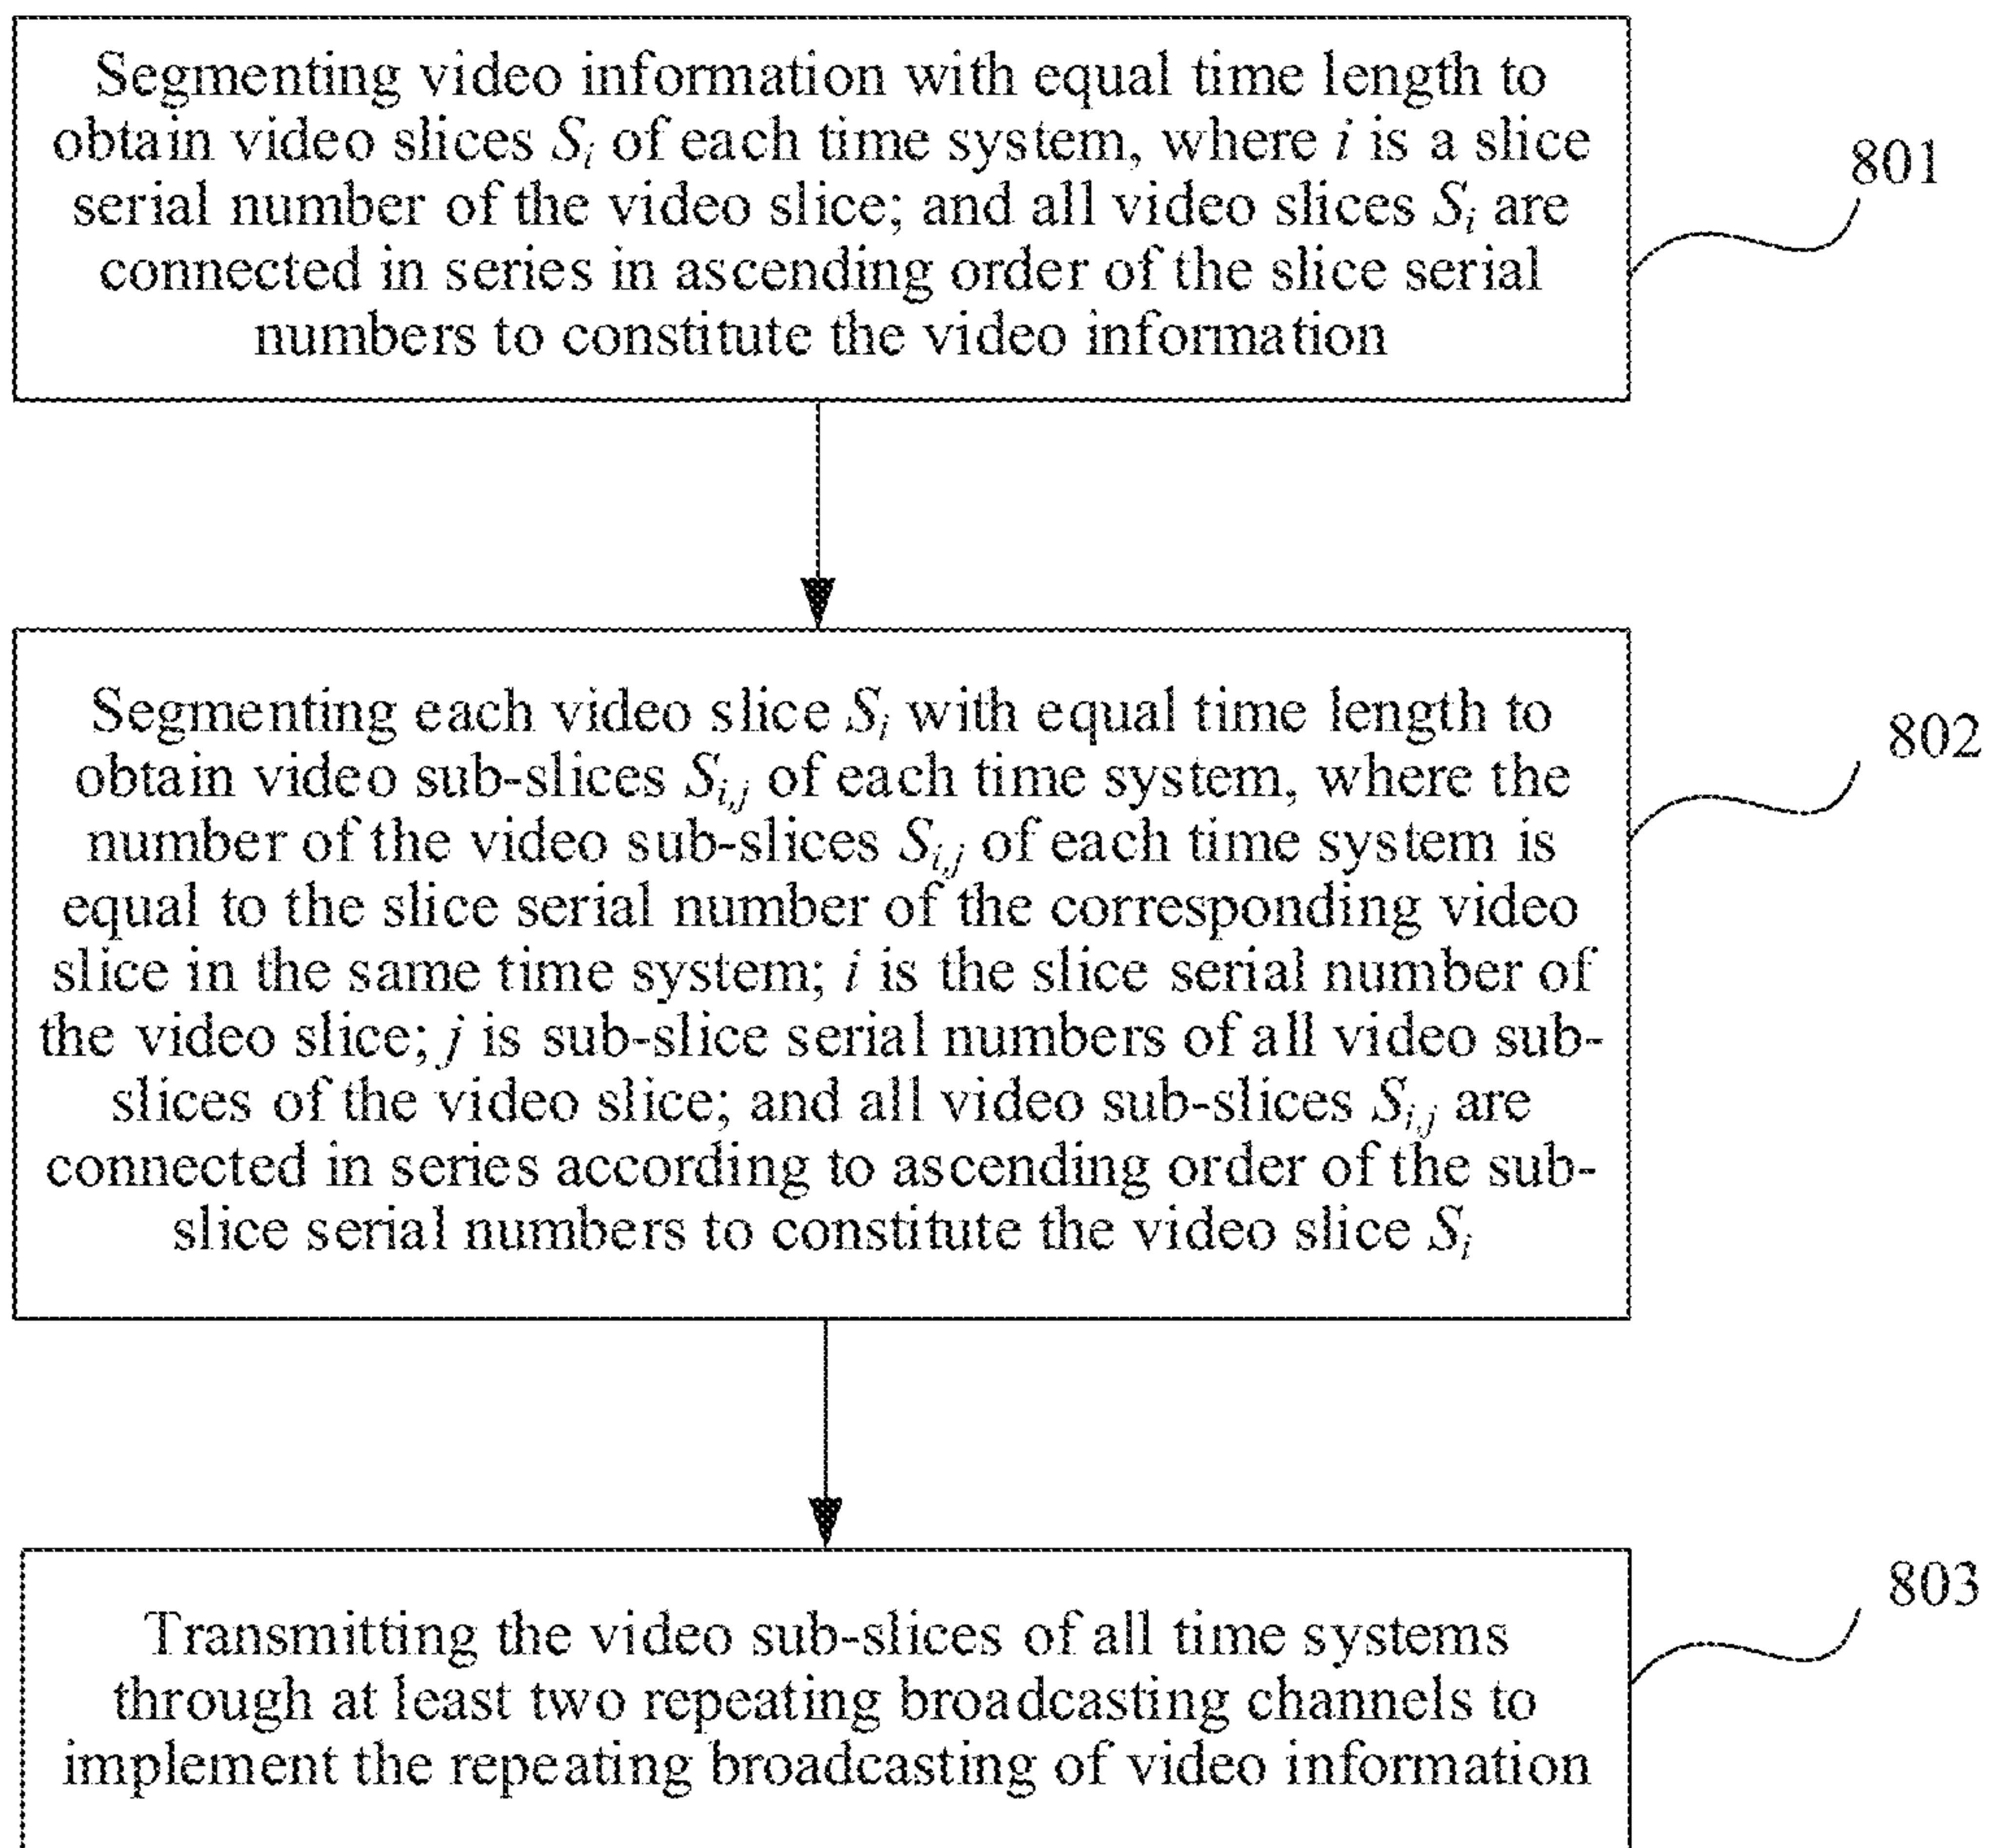 Segmenting video information with equal time length to
obtain video slices Si of each time system, where i is a slice
serial number of the video slice; and all video slices Si are
connected in series in ascending order of the slice serial
numbers to constitute the video information
801
Segmenting each video slice Si with equal time length to
obtain video sub-slices Si,j of each time system, where the
number of the video sub-slices Si,j of each time system is
equal to the slice serial number of the corresponding video
slice in the same time system; i is the slice serial number of
the video slice; j is sub-slice serial numbers of all video sub-
slices of the video slice; and all video sub-slices Si,j are
connected in series according to ascending order of the sub-
slice serial numbers to constitute the video slice Si
802
Transmitting the video sub-slices of all time systems
through at least two repeating broadcasting channels to
implement the repeating broadcasting of video information
803